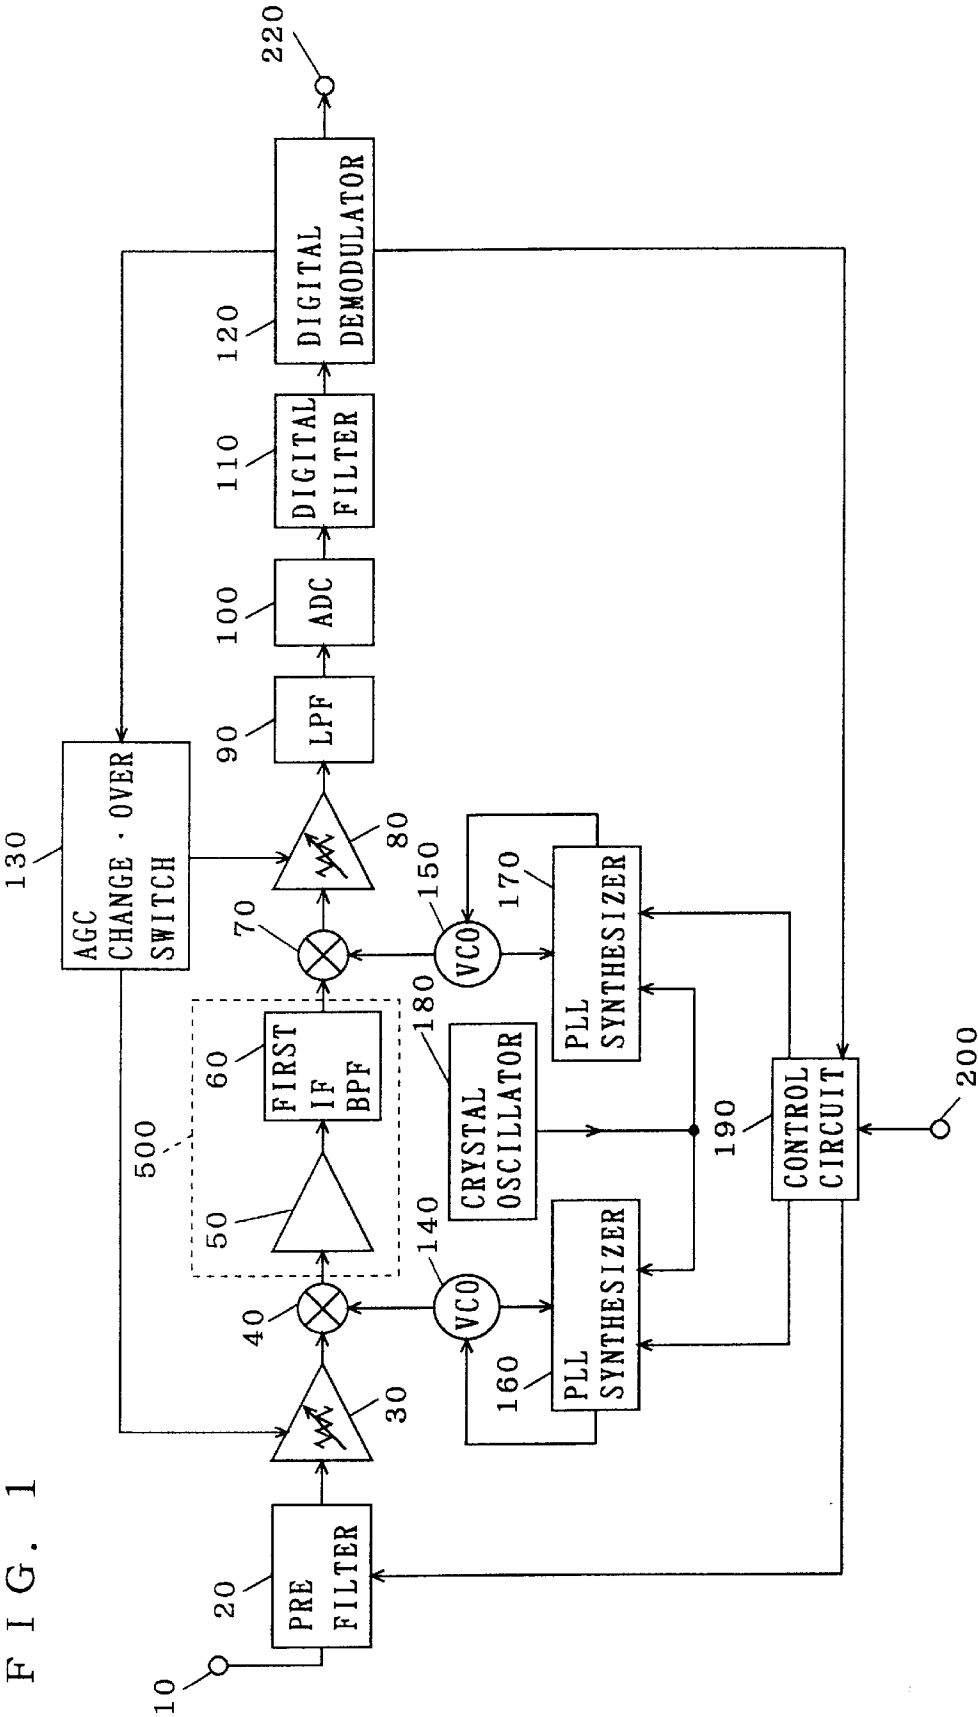 FIG. 1
10
20
PRE
FILTER
30
40
500
50
60
FIRST
IF
BPF
70
80
130
AGC
CHANGE·OVER
SWITCH
90
LPF
100
ADC
110
DIGITAL
FILTER
120
DIGITAL
DEMODULATOR
220
140
VCO
160
PLL
SYNTHESIZER
180
CRYSTAL
OSCILLATOR
150
VCO
170
PLL
SYNTHESIZER
190
CONTROL
CIRCUIT
200